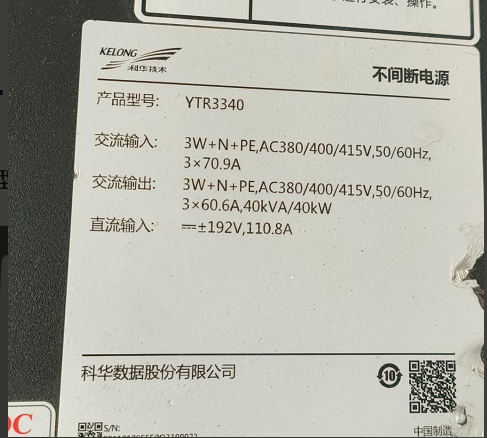 KELONG
科华技术
不间断电源
产品型号: YTR3340
交流输入: 3W+N+PE,AC380/400/415V,50/60Hz,
3×70.9A
交流输出: 3W+N+PE,AC380/400/415V,50/60Hz,
3×60.6A,40kVA/40kW
直流输入: ⎓±192V,110.8A
科华数据股份有限公司
10
S/N:
中国制造